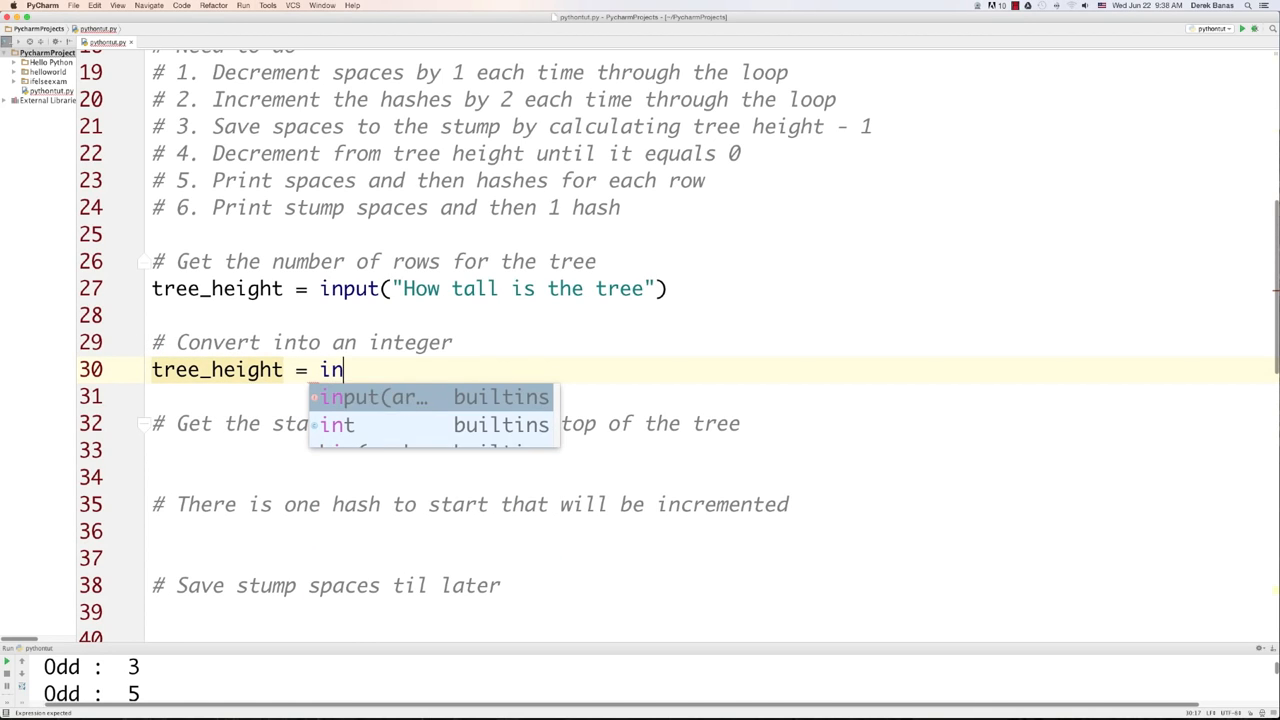 PyCharm File Edit View Navigate Code Refactor Run Tools VCS Window Help 10 Wed Jun 22 9:38 AM Derek Banas
pythontut.py - PycharmProjects - [~/PycharmProjects]
PycharmProjects pythontut.py pythontut
pythontut.py
PycharmProject
Hello Python
helloworld
ifelseexam
pythontut.py
External Librarie
18 # Need to do
19 # 1. Decrement spaces by 1 each time through the loop
20 # 2. Increment the hashes by 2 each time through the loop
21 # 3. Save spaces to the stump by calculating tree height - 1
22 # 4. Decrement from tree height until it equals 0
23 # 5. Print spaces and then hashes for each row
24 # 6. Print stump spaces and then 1 hash
25
26 # Get the number of rows for the tree
27 tree_height = input("How tall is the tree")
28
29 # Convert into an integer
30 tree_height = in
31 input(ar… builtins
32 # Get the sta int builtins top of the tree
33
34
35 # There is one hash to start that will be incremented
36
37
38 # Save stump spaces til later
39
40
Run pythontut
Odd : 3
Odd : 5
Expression expected 30:17 LF‡ UTF-8‡